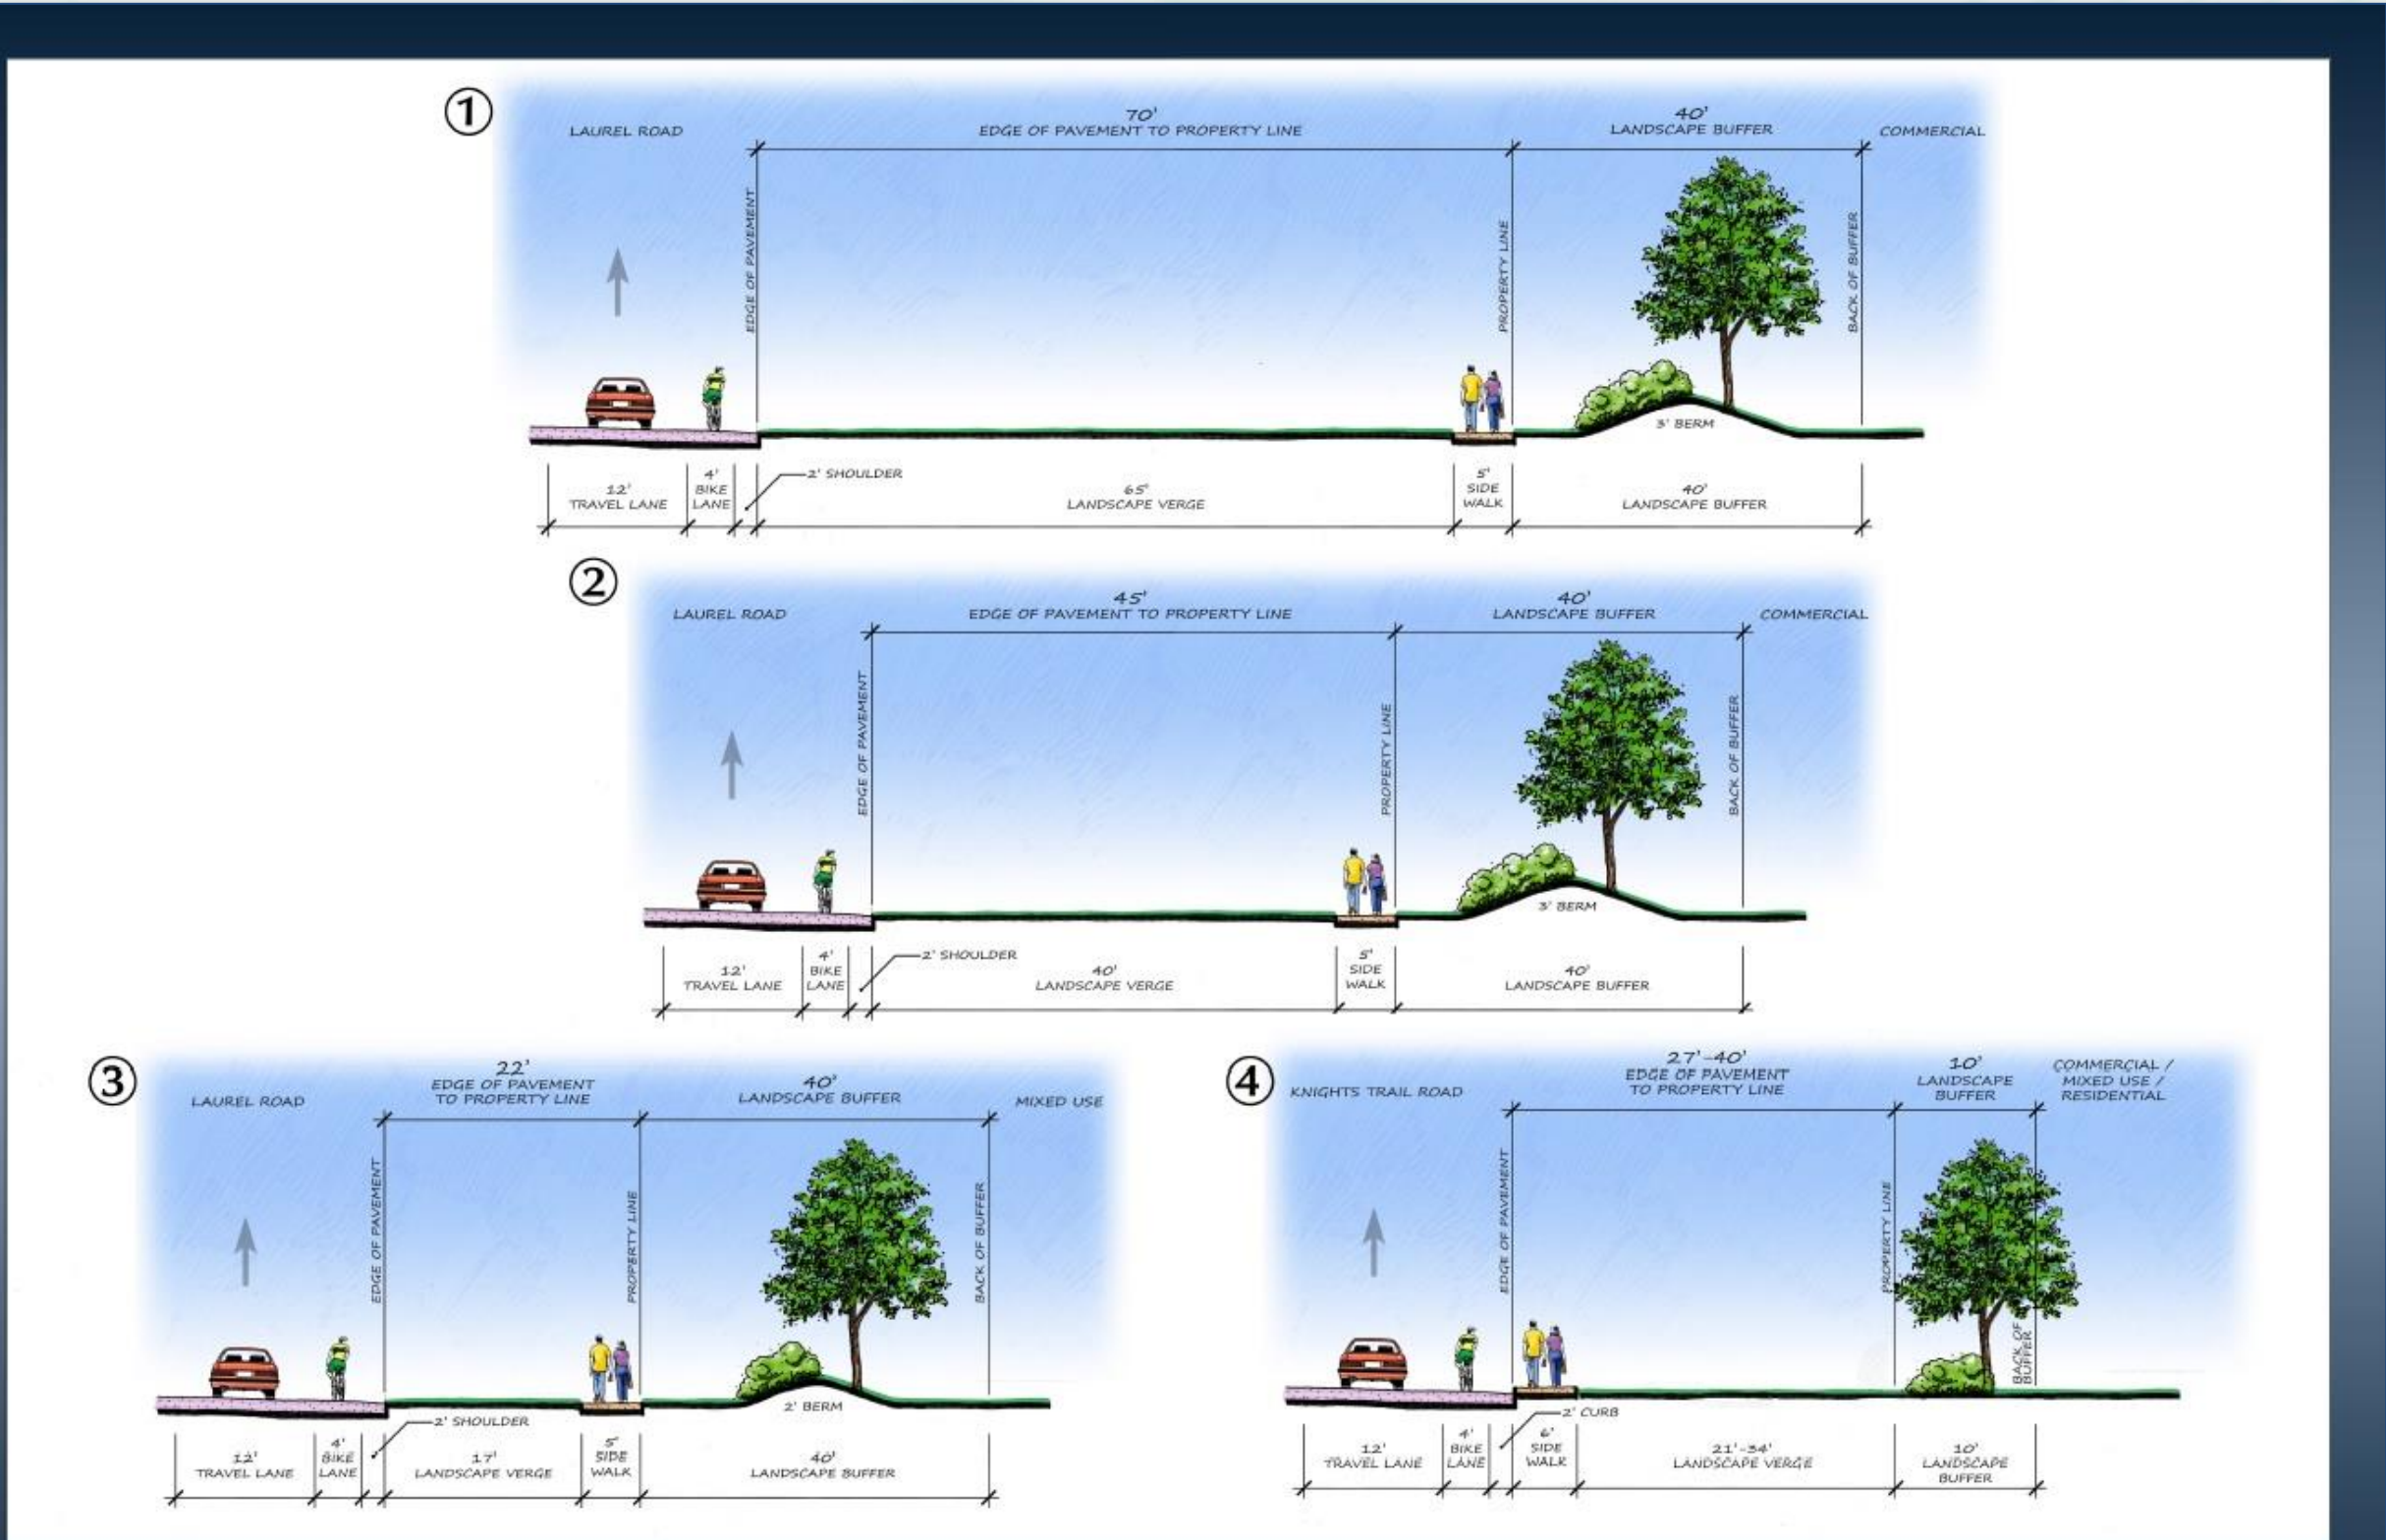 ①
70'
40'
LAUREL ROAD
EDGE OF PAVEMENT TO PROPERTY LINE
LANDSCAPE BUFFER
COMMERCIAL
EDGE OF PAVEMENT
PROPERTY LINE
BACK OF BUFFER
3' BERM
2' SHOULDER
12'
TRAVEL LANE
4'
BIKE
LANE
65'
LANDSCAPE VERGE
5'
SIDE
WALK
40'
LANDSCAPE BUFFER
②
45'
40'
LAUREL ROAD
EDGE OF PAVEMENT TO PROPERTY LINE
LANDSCAPE BUFFER
COMMERCIAL
EDGE OF PAVEMENT
PROPERTY LINE
BACK OF BUFFER
3' BERM
2' SHOULDER
12'
TRAVEL LANE
4'
BIKE
LANE
40'
LANDSCAPE VERGE
5'
SIDE
WALK
40'
LANDSCAPE BUFFER
③
LAUREL ROAD
22'
EDGE OF PAVEMENT
TO PROPERTY LINE
40'
LANDSCAPE BUFFER
MIXED USE
EDGE OF PAVEMENT
PROPERTY LINE
BACK OF BUFFER
2' BERM
2' SHOULDER
12'
TRAVEL LANE
4'
BIKE
LANE
17'
LANDSCAPE VERGE
5'
SIDE
WALK
40'
LANDSCAPE BUFFER
④
KNIGHTS TRAIL ROAD
27'-40'
EDGE OF PAVEMENT
TO PROPERTY LINE
10'
LANDSCAPE
BUFFER
COMMERCIAL /
MIXED USE /
RESIDENTIAL
EDGE OF PAVEMENT
PROPERTY LINE
BACK OF
BUFFER
2' CURB
12'
TRAVEL LANE
4'
BIKE
LANE
6'
SIDE
WALK
21'-34'
LANDSCAPE VERGE
10'
LANDSCAPE
BUFFER